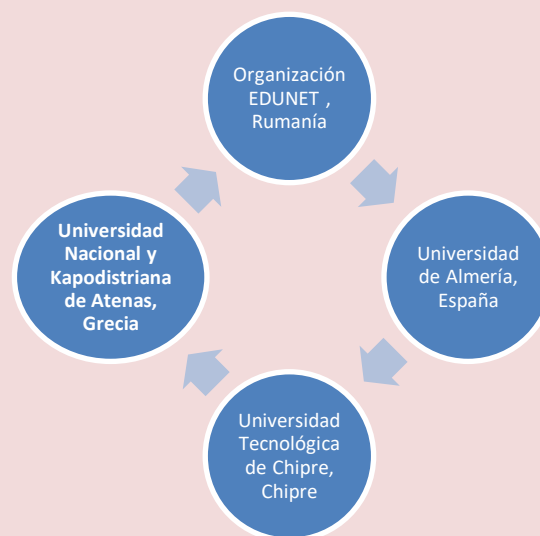 Organización
EDUNET ,
Rumanía
Universidad
de Almería,
España
Universidad
Tecnológica
de Chipre,
Chipre
Universidad
Nacional y
Kapodistriana
de Atenas,
Grecia